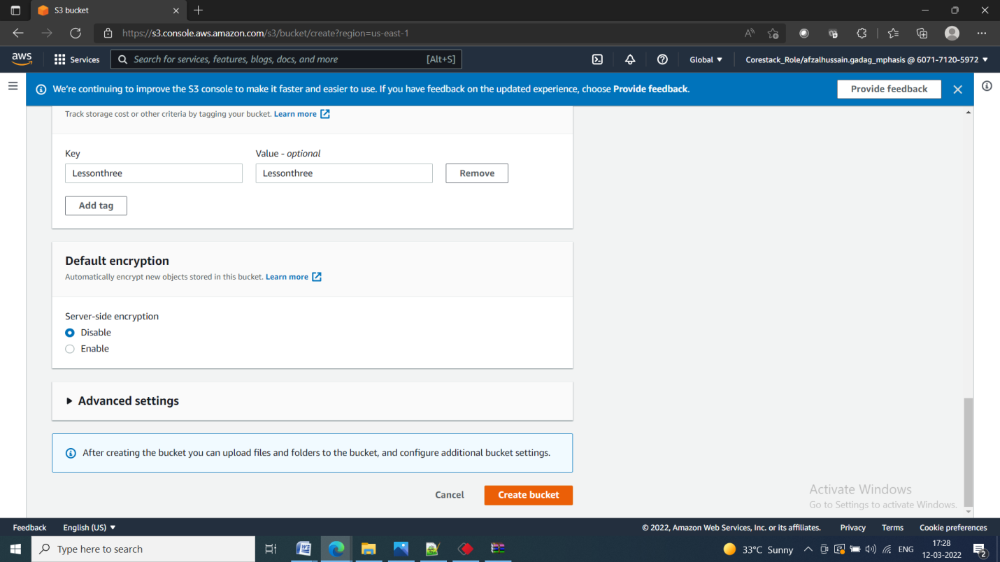 S3 bucket
https://s3.console.aws.amazon.com/s3/bucket/create?region=us-east-1
aws
Services
Search for services, features, blogs, docs, and more [Alt+S]
Global
Corestack_Role/afzalhussain.gadag_mphasis @ 6071-7120-5972
We're continuing to improve the S3 console to make it faster and easier to use. If you have feedback on the updated experience, choose Provide feedback.
Provide feedback
Track storage cost or other criteria by tagging your bucket. Learn more
Key
Value - optional
Lessonthree
Lessonthree
Remove
Add tag
Default encryption
Automatically encrypt new objects stored in this bucket. Learn more
Server-side encryption
Disable
Enable
Advanced settings
After creating the bucket you can upload files and folders to the bucket, and configure additional bucket settings.
Cancel
Create bucket
Activate Windows
Go to Settings to activate Windows.
Feedback
English (US)
© 2022, Amazon Web Services, Inc. or its affiliates.
Privacy
Terms
Cookie preferences
Type here to search
33°C Sunny
ENG
17:28
12-03-2022
2